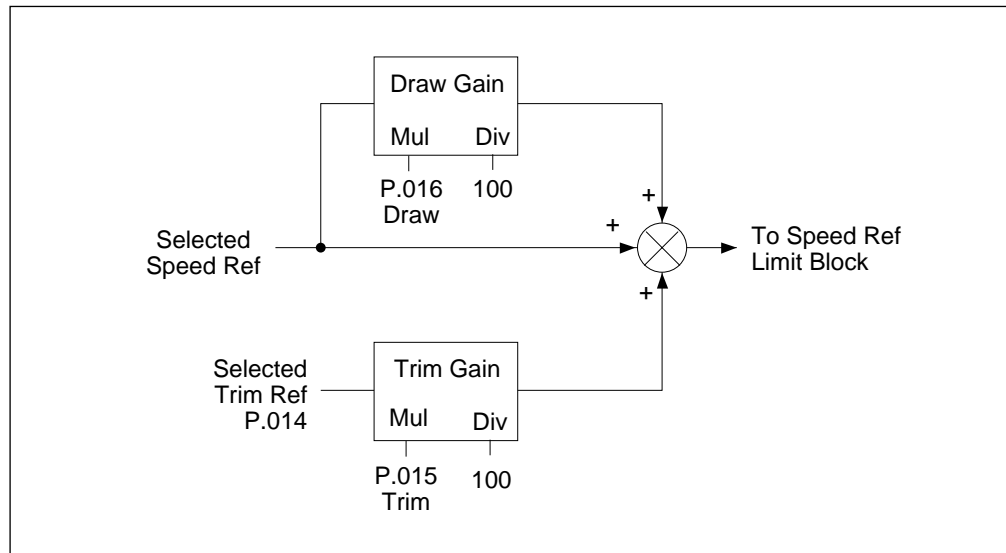 Draw Gain
Mul Div
P.016 100
Draw
+
+
Selected
Speed Ref
To Speed Ref
Limit Block
+
Selected
Trim Ref
P.014
Trim Gain
Mul Div
P.015 100
Trim